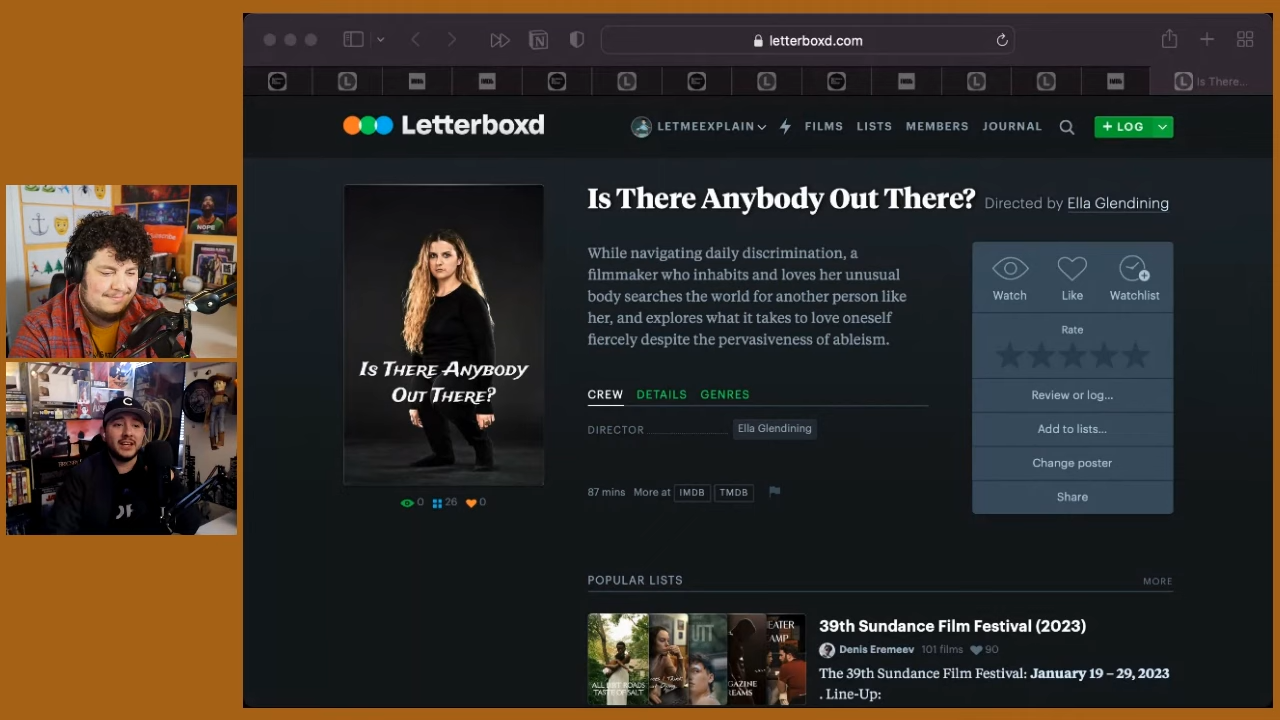 letterboxd.com
Is There...
Letterboxd
LETMEEXPLAIN
FILMS
LISTS
MEMBERS
JOURNAL
+ LOG
NOPE
Is There Anybody Out There? Directed by Ella Glendining
While navigating daily discrimination, a
filmmaker who inhabits and loves her unusual
body searches the world for another person like
her, and explores what it takes to love oneself
fiercely despite the pervasiveness of ableism.
Watch
Like
Watchlist
Rate
Review or log...
Add to lists...
Change poster
Share
Is There Anybody
Out There?
CREW
DETAILS
GENRES
DIRECTOR
Ella Glendining
87 mins More at IMDB TMDB
0 26 0
POPULAR LISTS
MORE
39th Sundance Film Festival (2023)
Denis Eremeev 101 films 90
The 39th Sundance Film Festival: January 19 – 29, 2023
. Line-Up: